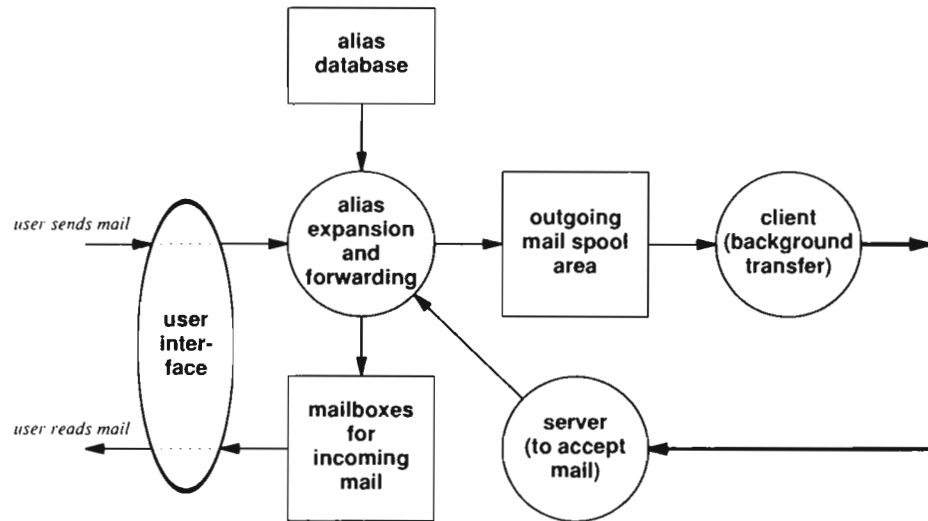 alias
database
user sends mail
alias
expansion
and
forwarding
outgoing
mail spool
area
client
(background
transfer)
user
inter-
face
user reads mail
mailboxes
for
incoming
mail
server
(to accept
mail)